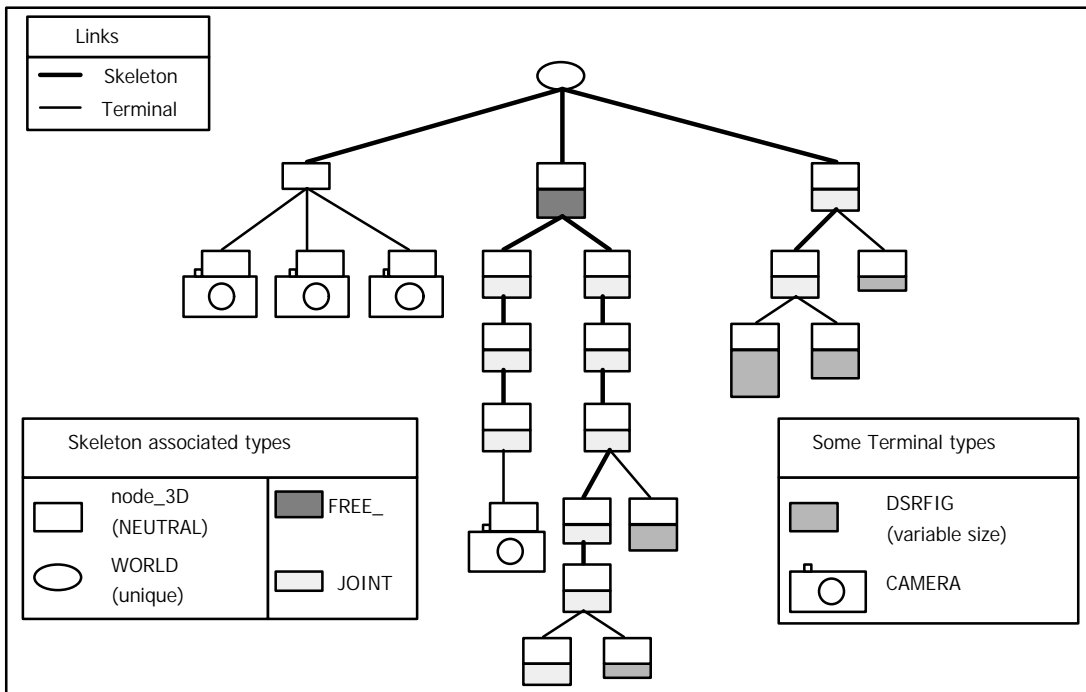 Links
Skeleton
Terminal
Skeleton associated types
node_3D
(NEUTRAL)
WORLD
(unique)
FREE_
JOINT
Some Terminal types
DSRFIG
(variable size)
CAMERA